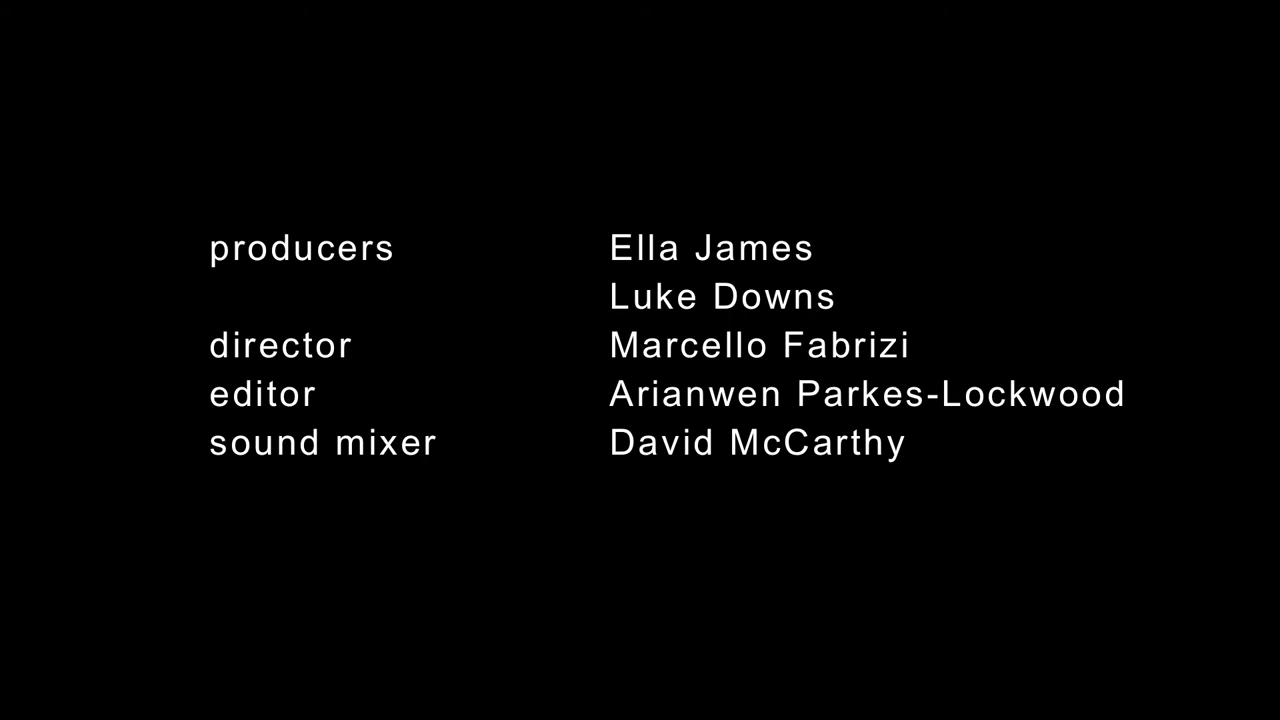 producers Ella James
Luke Downs
director Marcello Fabrizi
editor Arianwen Parkes-Lockwood
sound mixer David McCarthy